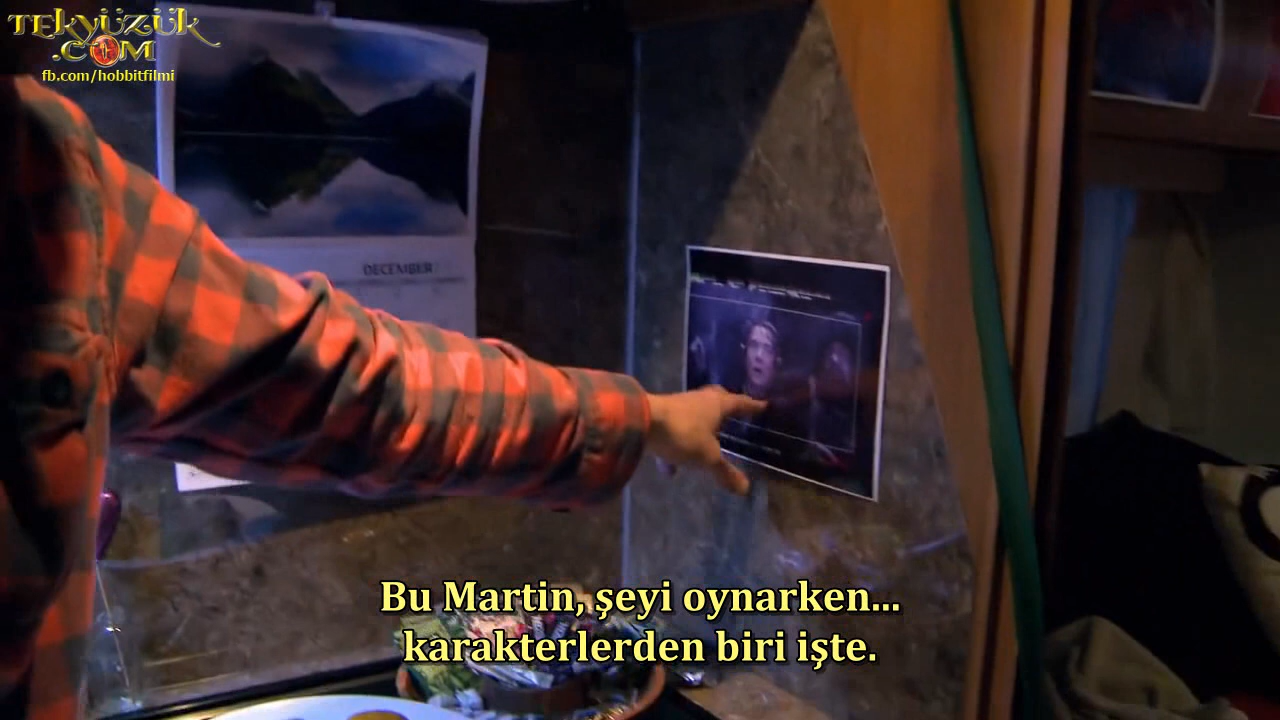 TEKYÜZÜK
.COM
fb.com/hobbitfilmi
DECEMBER
Bu Martin, şeyi oynarken...
karakterlerden biri işte.